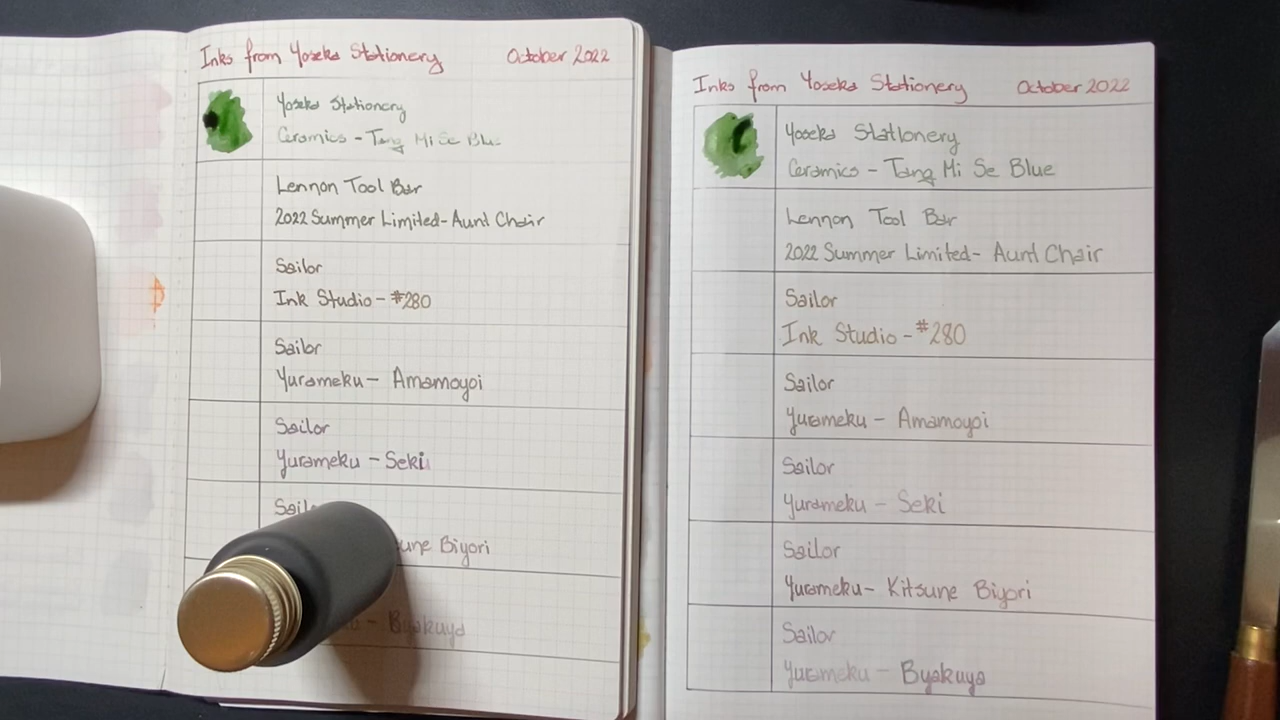 Inks from Yoseka Stationery October 2022
Yoseka Stationery
Ceramics - Tang Mi Se Blue
Lennon Tool Bar
2022 Summer Limited- Aunt Chair
Sailor
Ink Studio - #280
Sailor
Yurameku - Amamoyoi
Sailor
Yurameku - Seki
Sail
une Biyori
- Byakuya
Inks from Yoseka Stationery October 2022
Yoseka Stationery
Ceramics - Tang Mi Se Blue
Lennon Tool Bar
2022 Summer Limited- Aunt Chair
Sailor
Ink Studio - #280
Sailor
Yurameku - Amamoyoi
Sailor
Yurameku - Seki
Sailor
Yurameku - Kitsune Biyori
Sailor
Yurameku - Byakuya